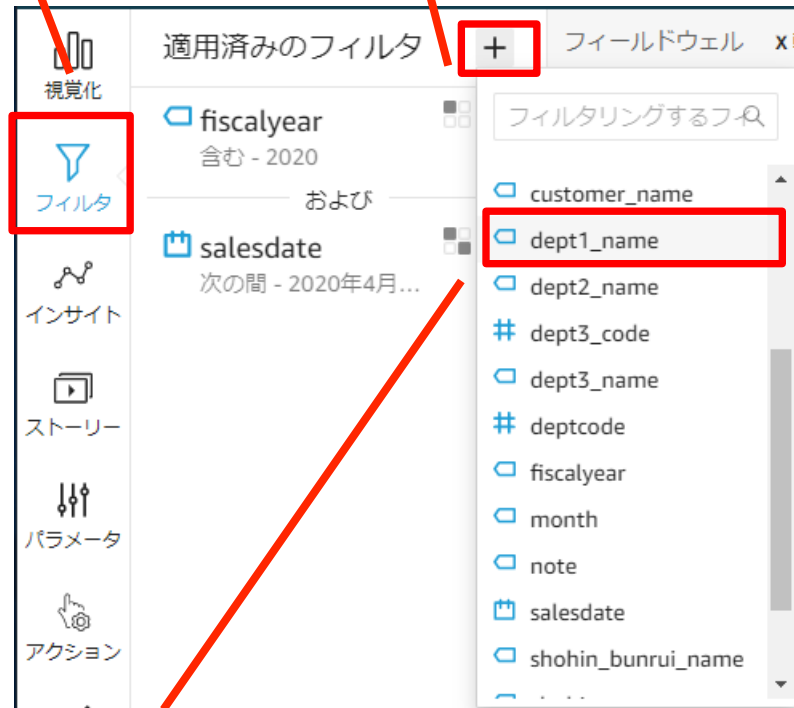 視覚化
フィルタ
インサイト
ストーリー
パラメータ
アクション
適用済みのフィルタ
+
fiscalyear
含む - 2020
および
salesdate
次の間 - 2020年4月...
フィールドウェル
x
フィルタリングするフィ
customer_name
dept1_name
dept2_name
dept3_code
dept3_name
deptcode
fiscalyear
month
note
salesdate
shohin_bunrui_name